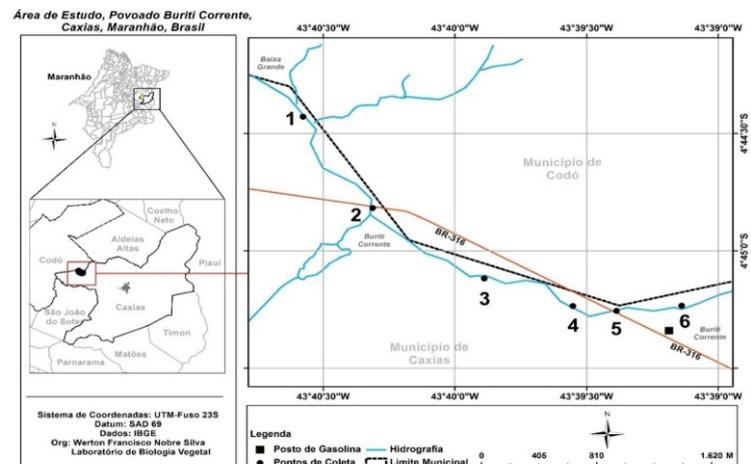 Área de Estudo, Povoado Buriti Corrente,
Caxias, Maranhão, Brasil
Maranhão
Coelho
Neto
Aldeias
Altas
Piauí
Codó
Caxias
São João
do Sote
Timon
Matões
Parnarama
Sistema de Coordenadas: UTM-Fuso 23S
Datum: SAD 69
Dados: IBGE
Org: Werton Francisco Nobre Silva
Laboratório de Biologia Vegetal
43°40'30"W
43°40'0"W
43°39'30"W
43°39'0"W
Baixa
Grande
1
4°44'30"S
Município de
Codó
2
BR-316
Buriti
Corrente
4°45'0"S
3
4
5
6
Buriti
Corrente
BR-316
Município de
Caxias
43°40'30"W
43°40'0"W
43°39'30"W
43°39'0"W
Legenda
Posto de Gasolina
Hidrografia
Pontos de Coleta
Limite Municipal
0 405 810 1.620 M